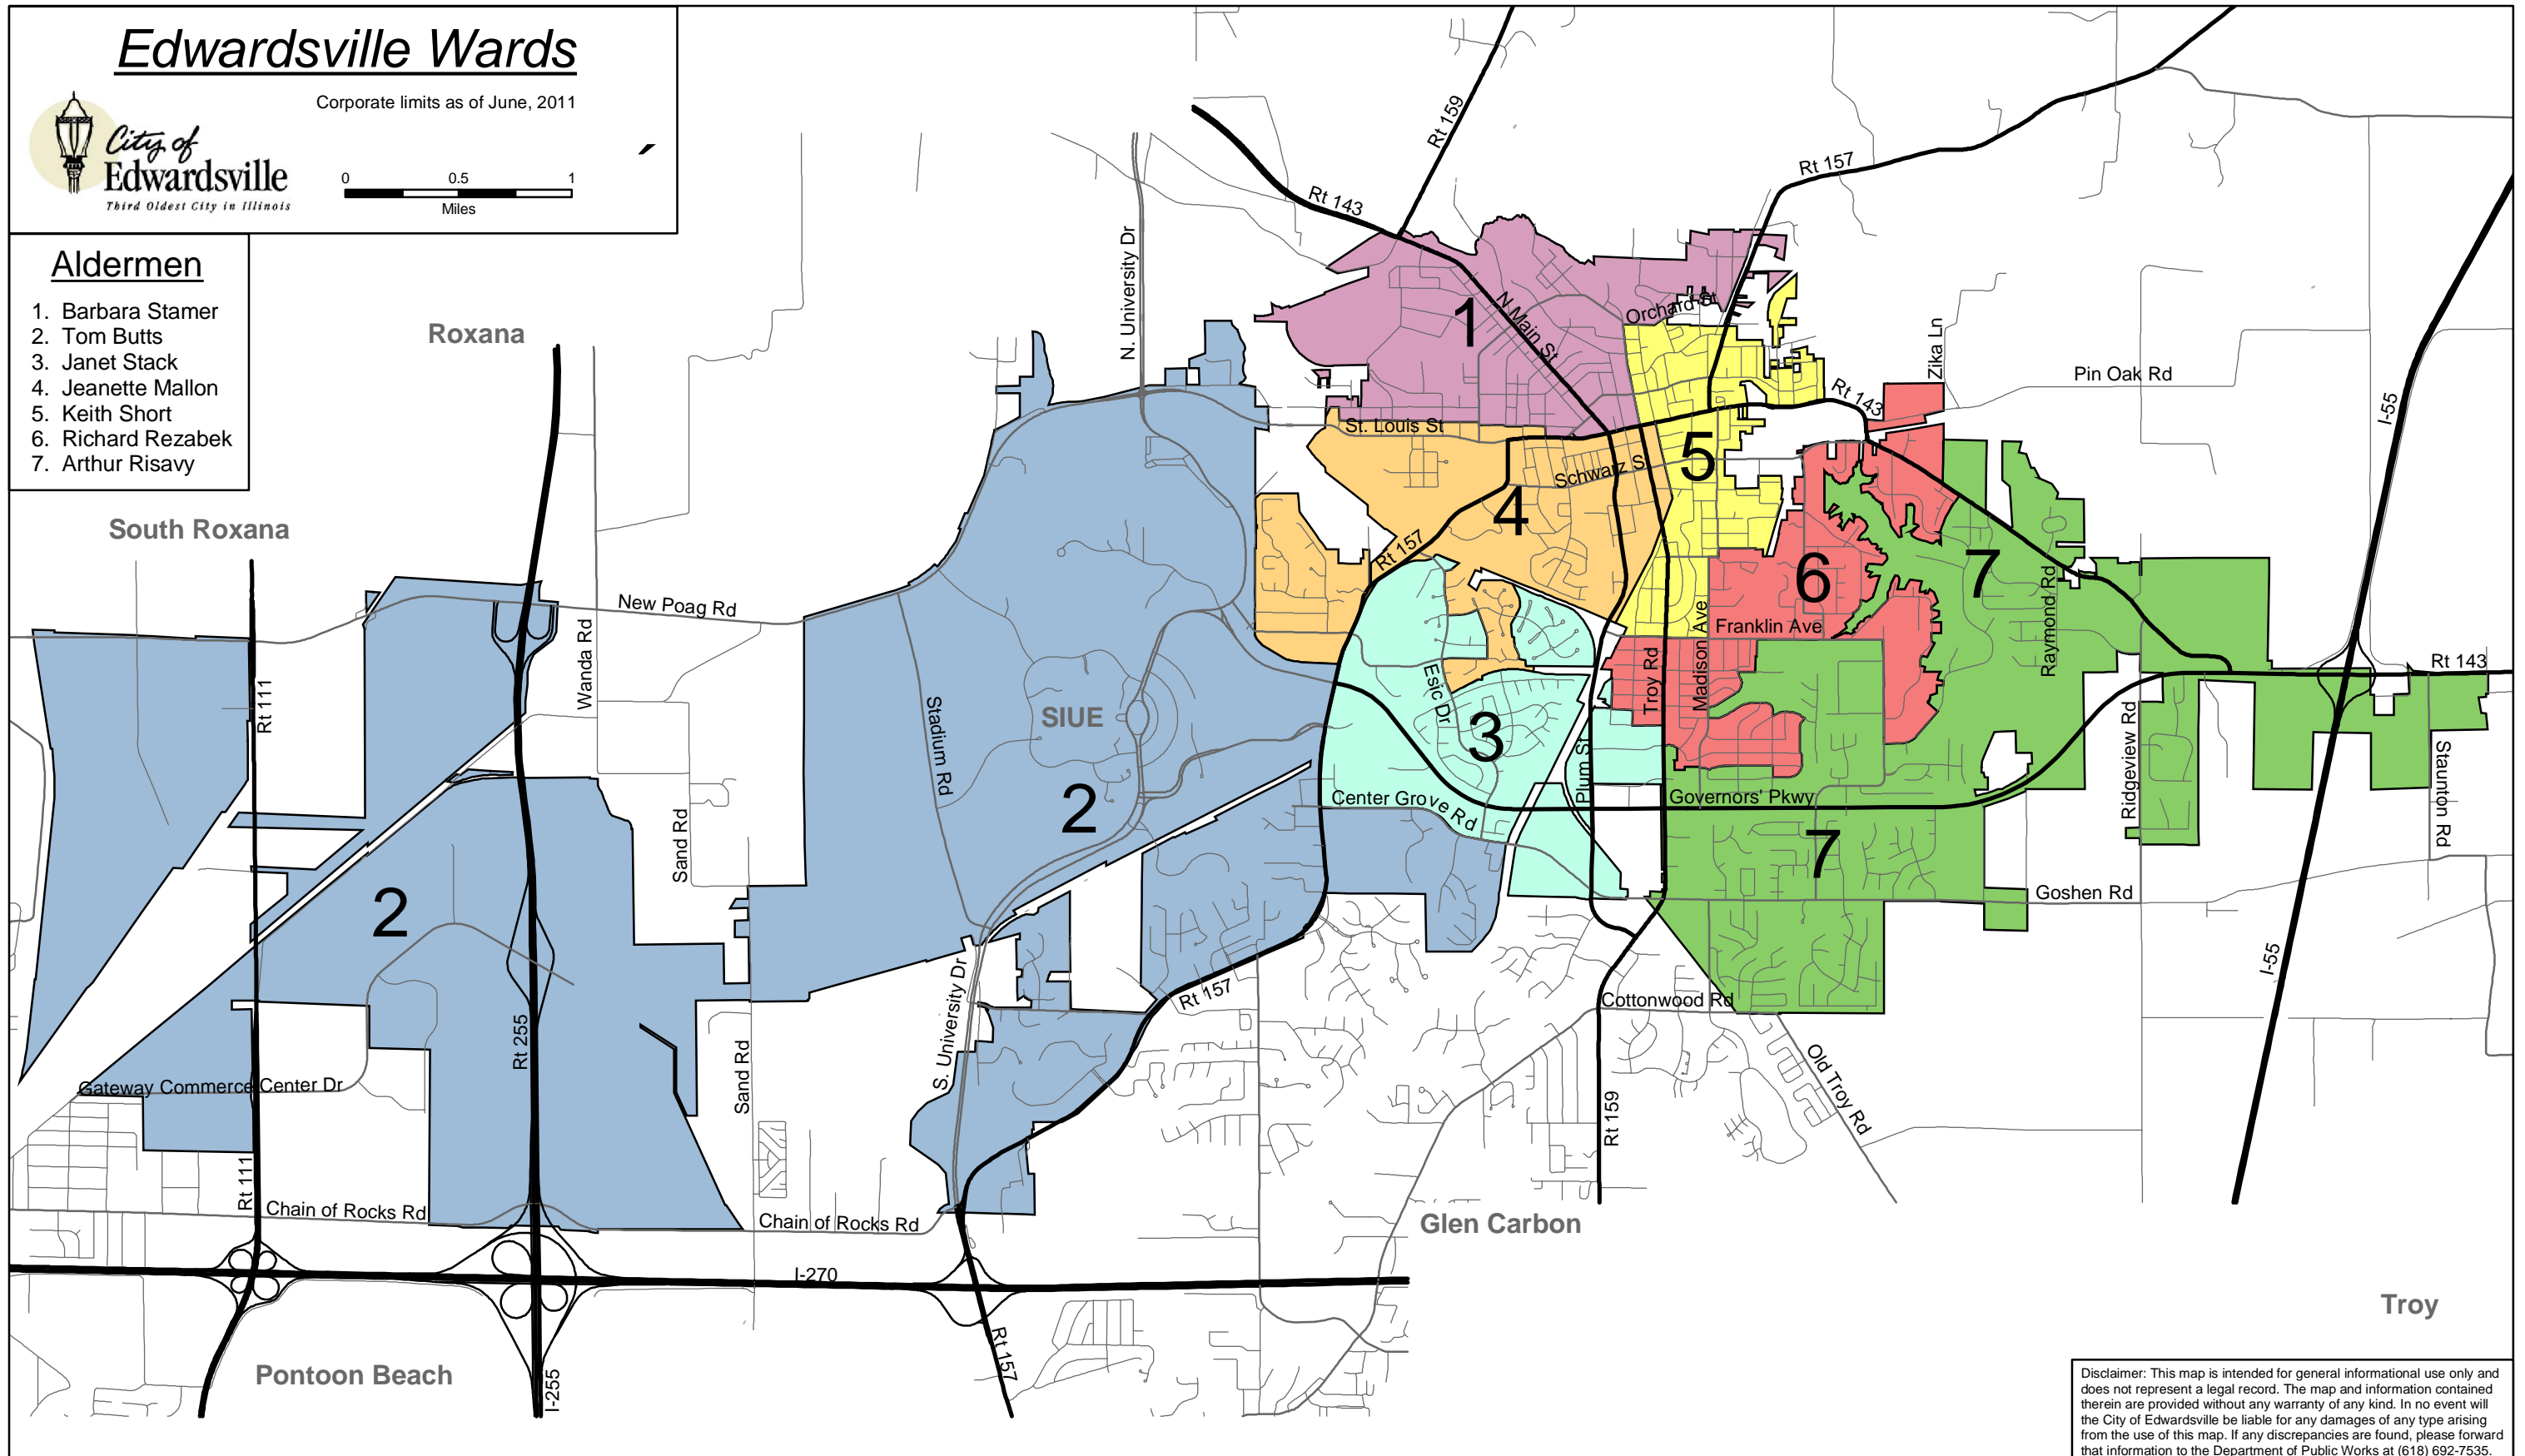 Edwardsville Wards
Corporate limits as of June, 2011
City of
Edwardsville
Third Oldest City in Illinois
0 0.5 1
Miles
Aldermen
1. Barbara Stamer
2. Tom Butts
3. Janet Stack
4. Jeanette Mallon
5. Keith Short
6. Richard Rezabek
7. Arthur Risavy
Rt 159
Rt 143
Rt 157
N. University Dr
Roxana
1
N Main St
Orchard St
Zika Ln
Pin Oak Rd
Rt 143
I-55
St. Louis St
5
Schwarz S
4
South Roxana
Rt 157
6
7
New Poag Rd
Wanda Rd
Madison Ave
Franklin Ave
Raymond Rd
Rt 143
Rt 111
Stadium Rd
SIUE
Esic Dr
3
Troy Rd
Plum St
Ridgeview Rd
Staunton Rd
2
Center Grove Rd
Governors' Pkwy
Sand Rd
7
2
Goshen Rd
I-55
S. University Dr
Rt 157
Cottonwood Rd
Rt 255
Sand Rd
Gateway Commerce Center Dr
Old Troy Rd
Rt 159
Rt 111
Chain of Rocks Rd
Chain of Rocks Rd
Glen Carbon
I-270
Troy
Rt 157
Pontoon Beach
I-255
Disclaimer: This map is intended for general informational use only and
does not represent a legal record. The map and information contained
therein are provided without any warranty of any kind. In no event will
the City of Edwardsville be liable for any damages of any type arising
from the use of this map. If any discrepancies are found, please forward
that information to the Department of Public Works at (618) 692-7535.